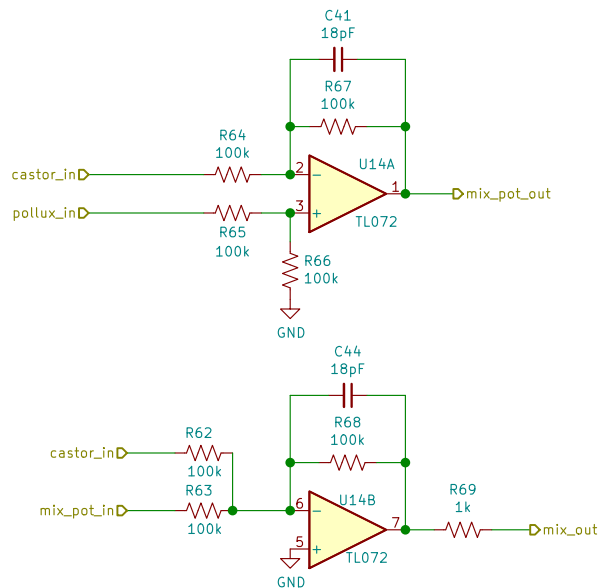 C41
18pF
R67
100k
R64
100k
castor_in
2
−
U14A
1
mix_pot_out
pollux_in
3
+
R65
100k
TL072
R66
100k
GND
C44
18pF
R68
100k
castor_in
R62
100k
mix_pot_in
R63
100k
6
−
U14B
7
R69
1k
mix_out
5
+
TL072
GND